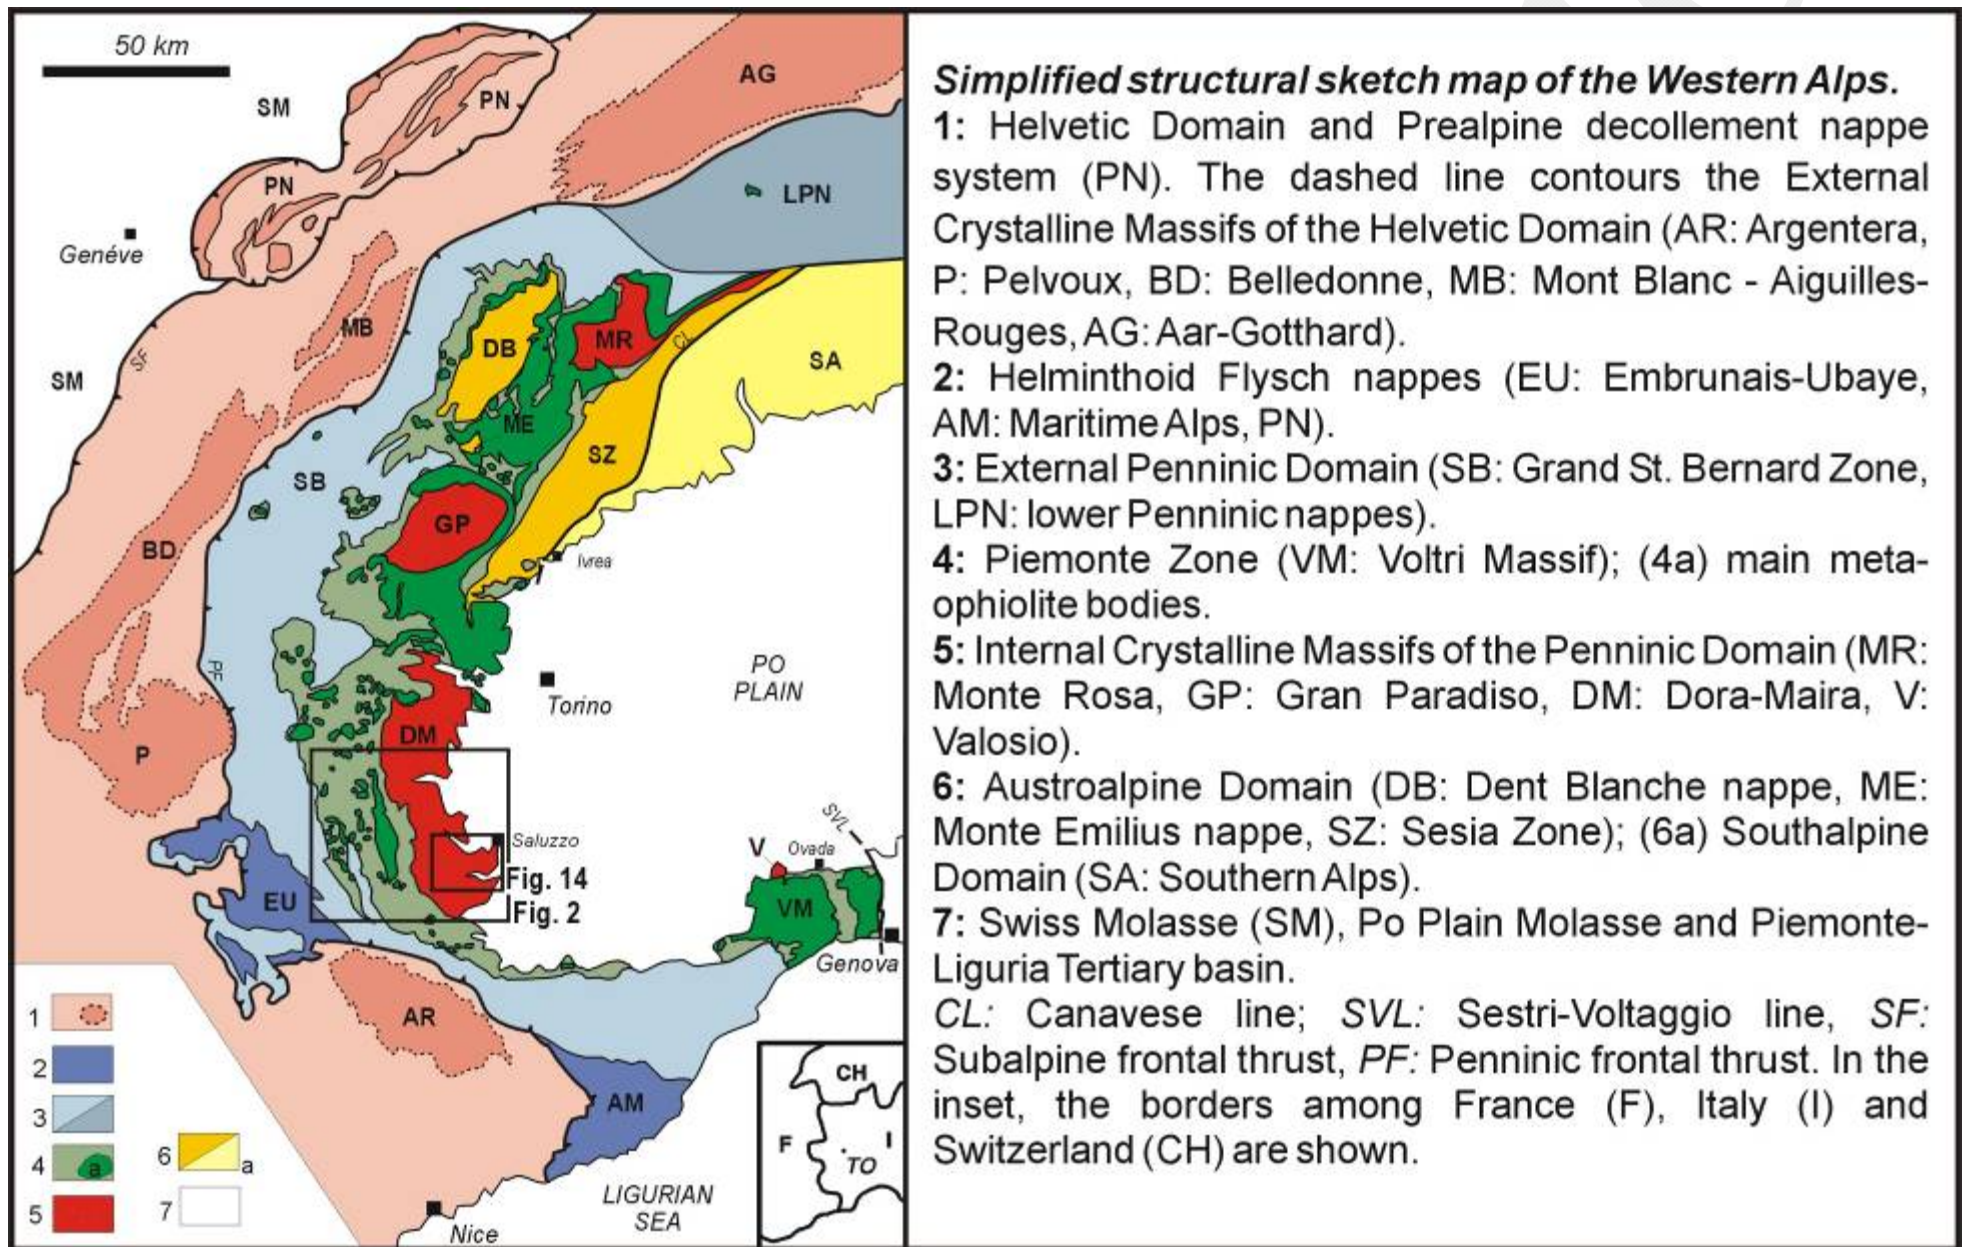 50 km
SM
PN
AG
PN
LPN
Genéve
MB
SF
SM
DB
MR
CL
SA
ME
SZ
SB
GP
BD
Ivrea
PF
PO
PLAIN
Torino
DM
P
SVL
Saluzzo
V
Ovada
Fig. 14
EU
Fig. 2
VM
Genova
AR
1
2
3
4
a
5
6
a
7
AM
CH
F
I
TO
LIGURIAN
SEA
Nice
Simplified structural sketch map of the Western Alps.
1: Helvetic Domain and Prealpine decollement nappe
system (PN). The dashed line contours the External
Crystalline Massifs of the Helvetic Domain (AR: Argentera,
P: Pelvoux, BD: Belledonne, MB: Mont Blanc - Aiguilles-
Rouges, AG: Aar-Gotthard).
2: Helminthoid Flysch nappes (EU: Embrunais-Ubaye,
AM: Maritime Alps, PN).
3: External Penninic Domain (SB: Grand St. Bernard Zone,
LPN: lower Penninic nappes).
4: Piemonte Zone (VM: Voltri Massif); (4a) main meta-
ophiolite bodies.
5: Internal Crystalline Massifs of the Penninic Domain (MR:
Monte Rosa, GP: Gran Paradiso, DM: Dora-Maira, V:
Valosio).
6: Austroalpine Domain (DB: Dent Blanche nappe, ME:
Monte Emilius nappe, SZ: Sesia Zone); (6a) Southalpine
Domain (SA: Southern Alps).
7: Swiss Molasse (SM), Po Plain Molasse and Piemonte-
Liguria Tertiary basin.
CL: Canavese line; SVL: Sestri-Voltaggio line, SF:
Subalpine frontal thrust, PF: Penninic frontal thrust. In the
inset, the borders among France (F), Italy (I) and
Switzerland (CH) are shown.